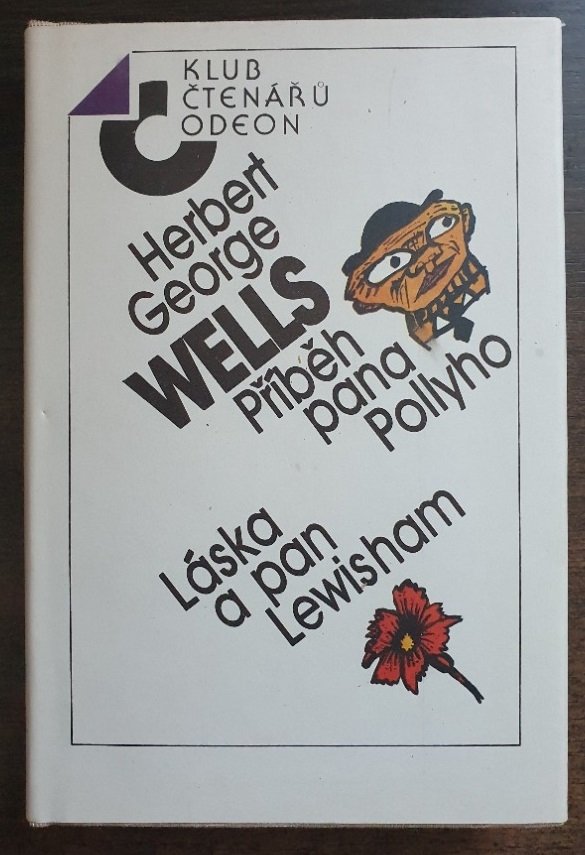 KLUB
ČTENÁŘŮ
ODEON
Herbert
George
WELLS
Příběh
pana
Pollyho
Láska
a pan
Lewisham